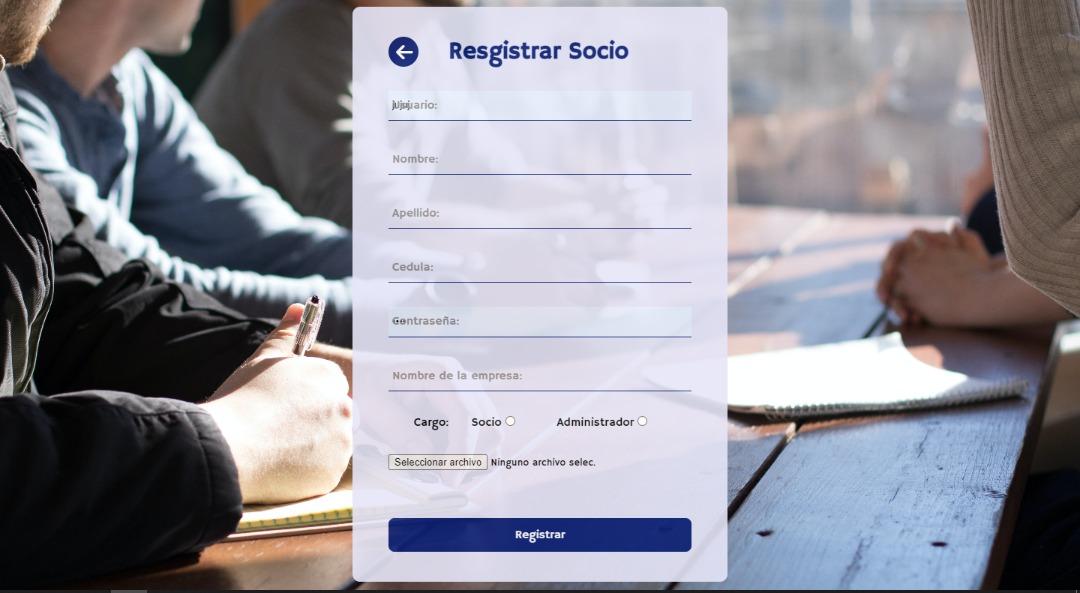 Resgistrar Socio
Usuario:
Nombre:
Apellido:
Cedula:
Contraseña:
Nombre de la empresa:
Cargo: Socio Administrador
Seleccionar archivo Ninguno archivo selec.
Registrar